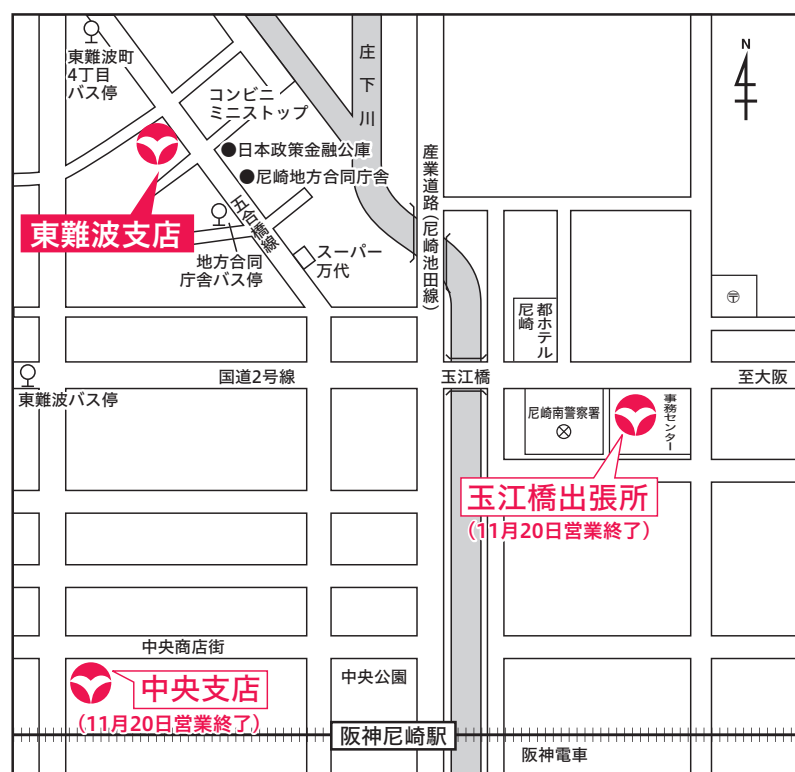 東難波町
4丁目
バス停
コンビニ
ミニストップ
庄下川
N
日本政策金融公庫
尼崎地方合同庁舎
産業道路(尼崎池田線)
東難波支店
五合橋線
地方合同
庁舎バス停
スーパー
万代
都ホテル
尼崎
〒
国道2号線
玉江橋
至大阪
東難波バス停
尼崎南警察署
事務センター
玉江橋出張所
(11月20日営業終了)
中央商店街
中央支店
(11月20日営業終了)
中央公園
阪神尼崎駅
阪神電車